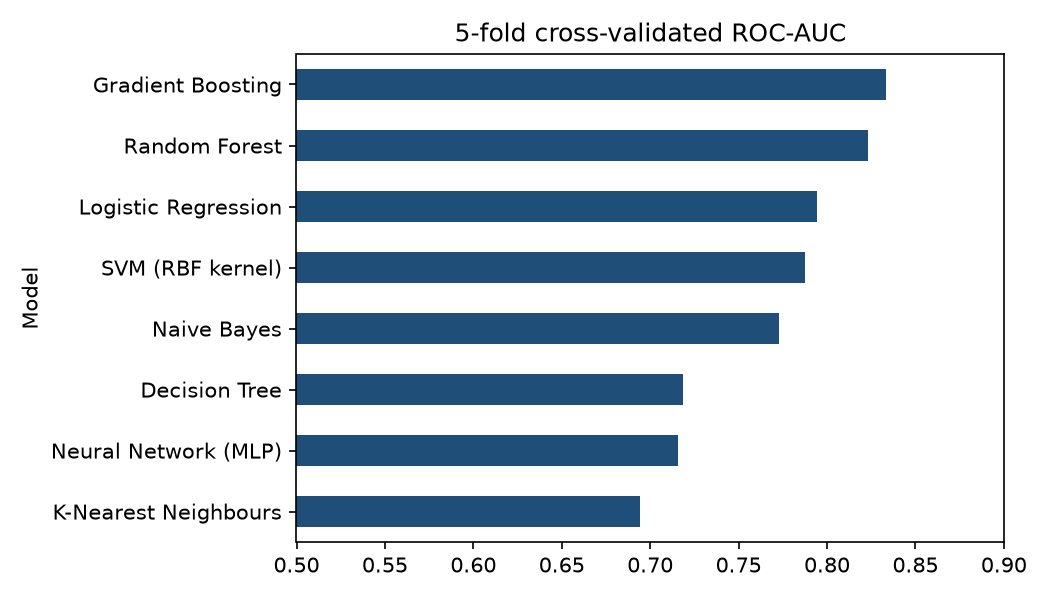 5-fold cross-validated ROC-AUC
Gradient Boosting
Random Forest
Logistic Regression
SVM (RBF kernel)
Naive Bayes
Decision Tree
Neural Network (MLP)
K-Nearest Neighbours
Model
0.50 0.55 0.60 0.65 0.70 0.75 0.80 0.85 0.90